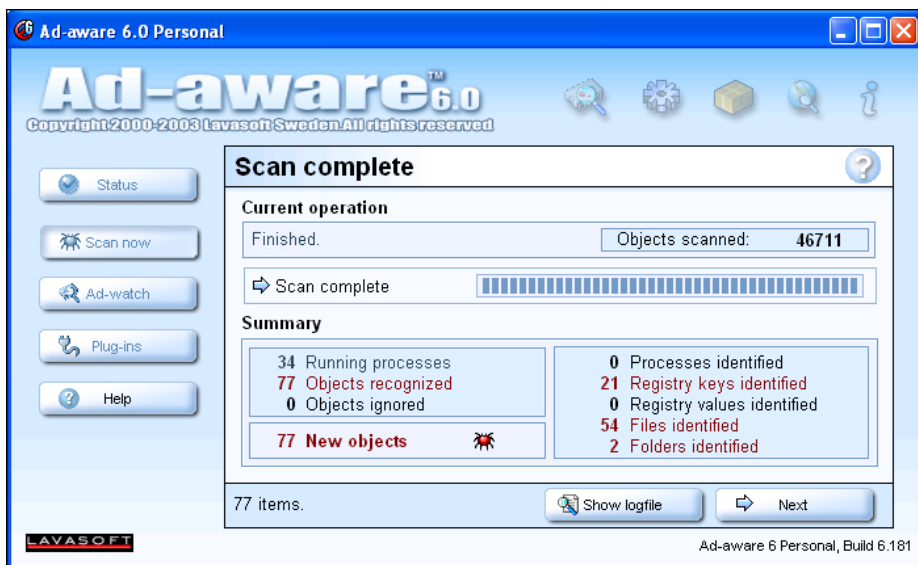 Ad-aware 6.0 Personal
Ad-aware™ 6.0
Copyright 2000-2003 Lavasoft Sweden. All rights reserved
Status
Scan now
Ad-watch
Plug-ins
Help
Scan complete
Current operation
Finished.
Objects scanned: 46711
Scan complete
Summary
34 Running processes
77 Objects recognized
0 Objects ignored
77 New objects
0 Processes identified
21 Registry keys identified
0 Registry values identified
54 Files identified
2 Folders identified
77 items.
Show logfile
Next
LAVASOFT
Ad-aware 6 Personal, Build 6.181